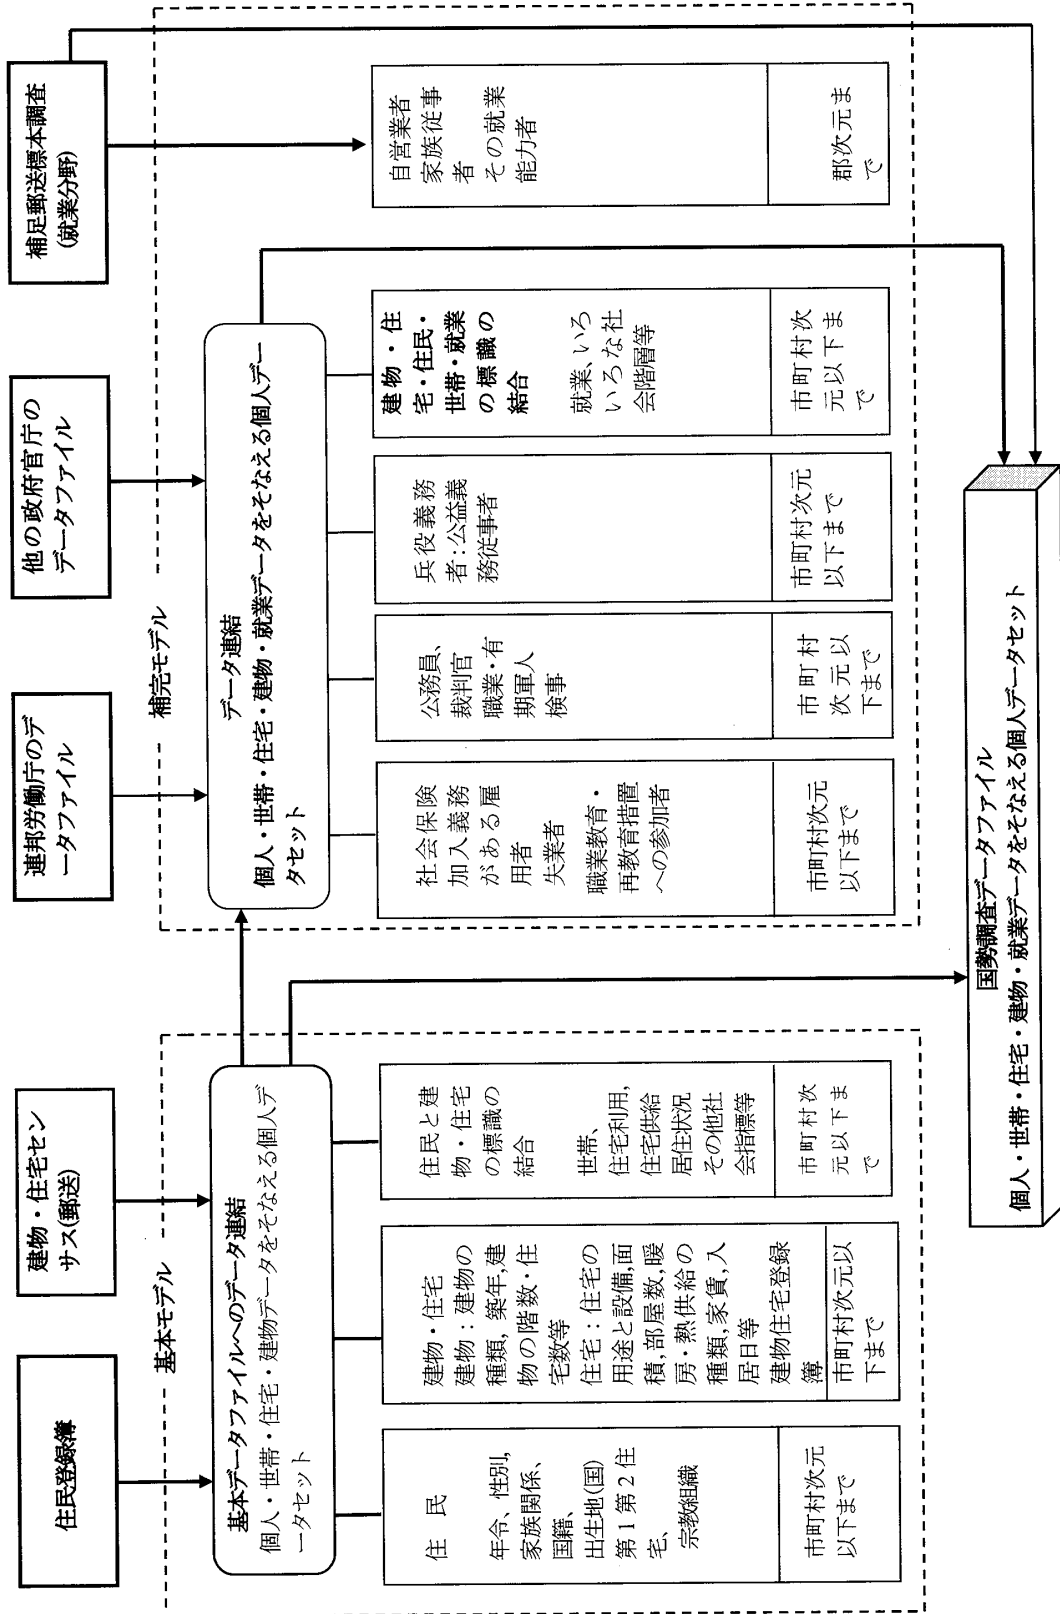 住民登録簿
建物・住宅セン
サス(郵送)
連邦労働庁のデ
ータファイル
他の政府官庁の
データファイル
補足郵送標本調査
(就業分野)
基本モデル
基本データファイルへのデータ連結
個人・世帯・住宅・建物データをそなえる個人デ
ータセット
住 民
年令、性別,
家族関係、
国籍、
出生地(国)
第1第2住
宅、
宗教組織
市町村次元
以下まで
建物・住宅
建物：建物の
種類, 築年,建
物の階数・住
宅数等
住宅：住宅の
用途と設備,面
積,部屋数,暖
房・熱供給の
種類,家賃,入
居日等
建物住宅登録
簿
市町村次元以
下まで
住民と建
物・住宅
の標識の
結合
世帯、
住宅利用,
住宅供給
居住状況
その他社
会指標等
市町村次
元以下ま
で
補完モデル
データ連結
個人・世帯・住宅・建物・就業データをそなえる個人デー
タセット
社会保険
加入義務
がある雇
用者
失業者
職業教育・
再教育措置
への参加者
市町村次元
以下まで
公務員、
裁判官
職業・有
期軍人
検事
市町村
次元以
下まで
兵役義務
者：公益義
務従事者
市町村次元
以下まで
建物・住
宅・住民・
世帯・就業
の標識の
結合
就業、いろ
いろな社
会階層等
市町村次
元以下ま
で
自営業者
家族従事
者
その就業
能力者
郡次元ま
で
国勢調査データファイル
個人・世帯・住宅・建物・就業データをそなえる個人データセット